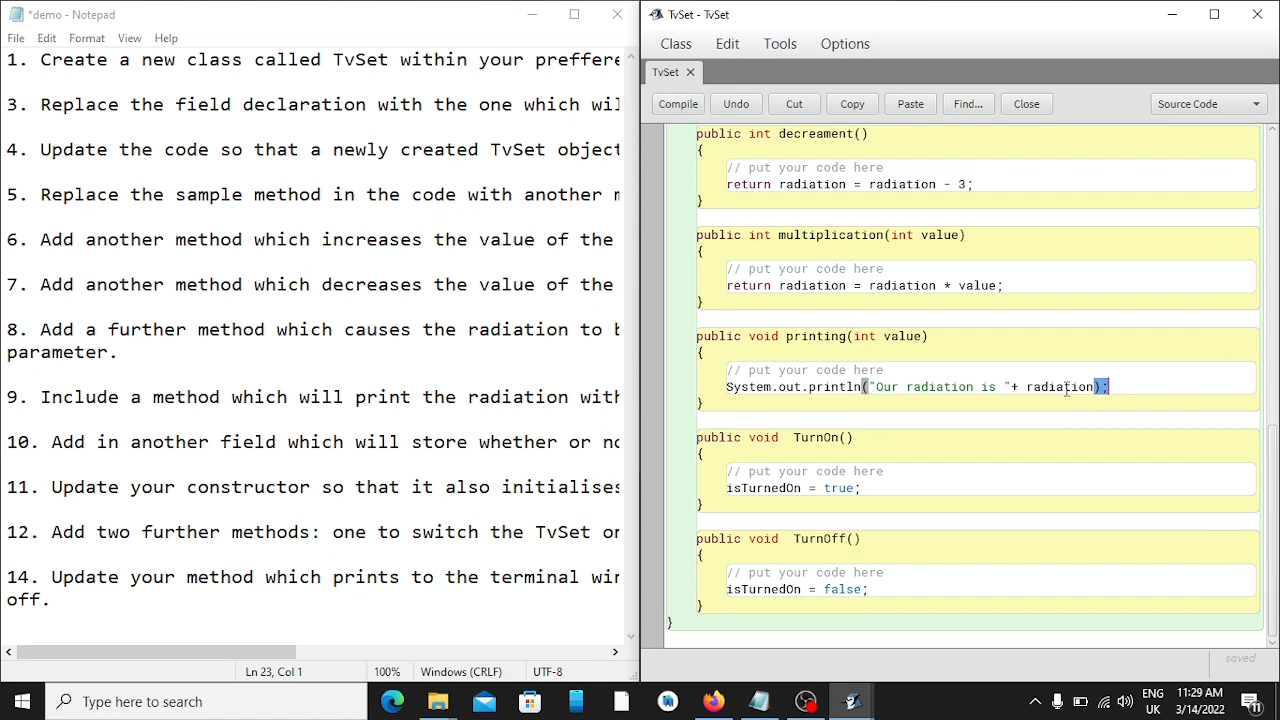 *demo - Notepad
File Edit Format View Help
1. Create a new class called TvSet within your preffere
3. Replace the field declaration with the one which wil
4. Update the code so that a newly created TvSet object
5. Replace the sample method in the code with another m
6. Add another method which increases the value of the
7. Add another method which decreases the value of the
8. Add a further method which causes the radiation to b
parameter.
9. Include a method which will print the radiation with
10. Add in another field which will store whether or no
11. Update your constructor so that it also initialises
12. Add two further methods: one to switch the TvSet on
14. Update your method which prints to the terminal win
off.
Ln 23, Col 1 100% Windows (CRLF) UTF-8
TvSet - TvSet
Class Edit Tools Options
TvSet
Compile Undo Cut Copy Paste Find... Close Source Code
public int decreament()
{
// put your code here
return radiation = radiation - 3;
}
public int multiplication(int value)
{
// put your code here
return radiation = radiation * value;
}
public void printing(int value)
{
// put your code here
System.out.println("Our radiation is "+ radiation);
}
public void TurnOn()
{
// put your code here
isTurnedOn = true;
}
public void TurnOff()
{
// put your code here
isTurnedOn = false;
}
}
saved
Type here to search
ENG
UK
11:29 AM
3/14/2022
11